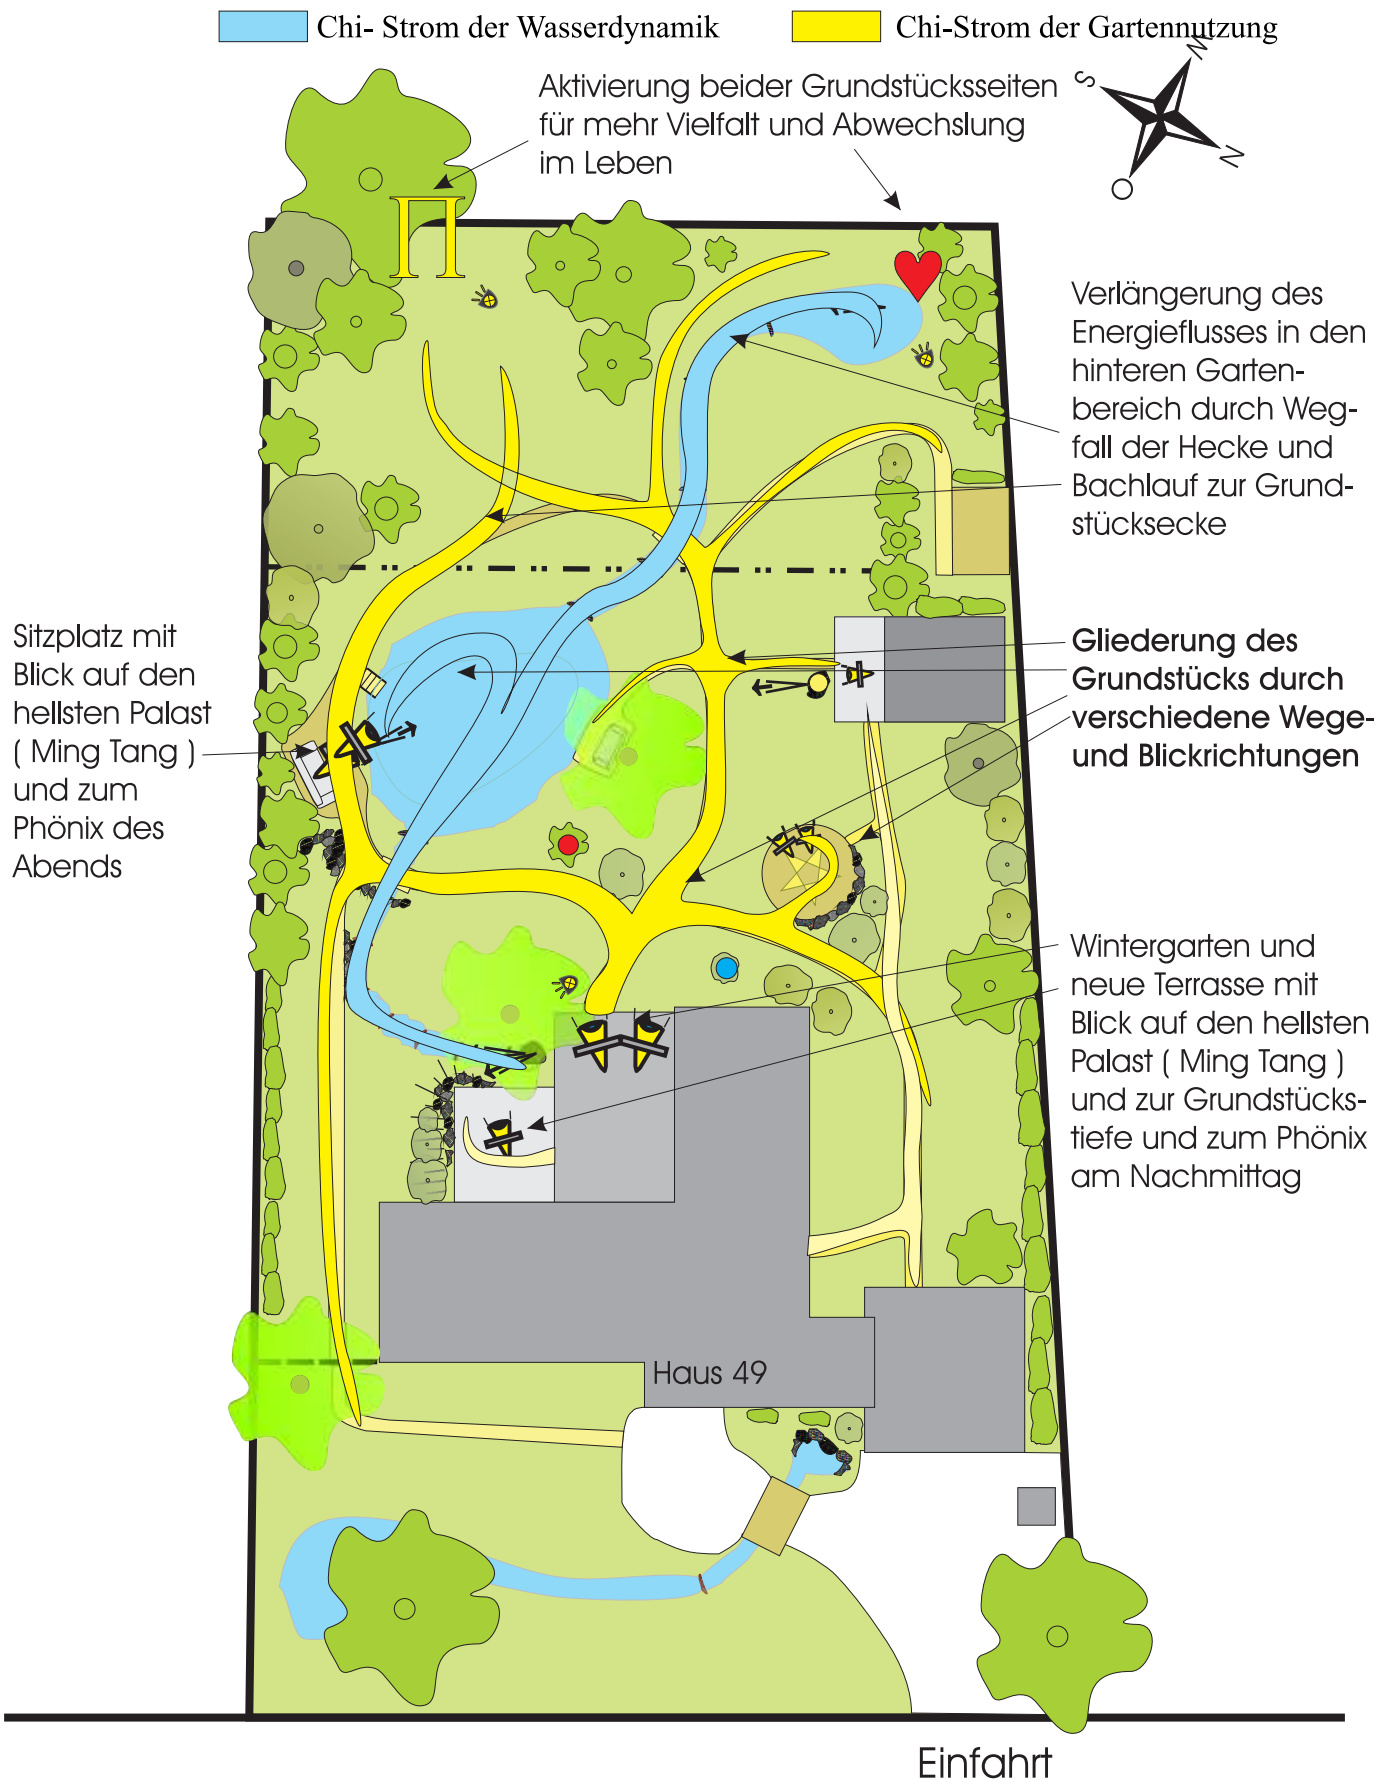 Chi- Strom der Wasserdynamik
Chi-Strom der Gartennutzung
Aktivierung beider Grundstücksseiten
für mehr Vielfalt und Abwechslung
im Leben
W
S
N
O
Verlängerung des
Energieflusses in den
hinteren Garten-
bereich durch Weg-
fall der Hecke und
Bachlauf zur Grund-
stücksecke
Sitzplatz mit
Blick auf den
hellsten Palast
( Ming Tang )
und zum
Phönix des
Abends
Gliederung des
Grundstücks durch
verschiedene Wege-
und Blickrichtungen
Wintergarten und
neue Terrasse mit
Blick auf den hellsten
Palast ( Ming Tang )
und zur Grundstücks-
tiefe und zum Phönix
am Nachmittag
Haus 49
Einfahrt